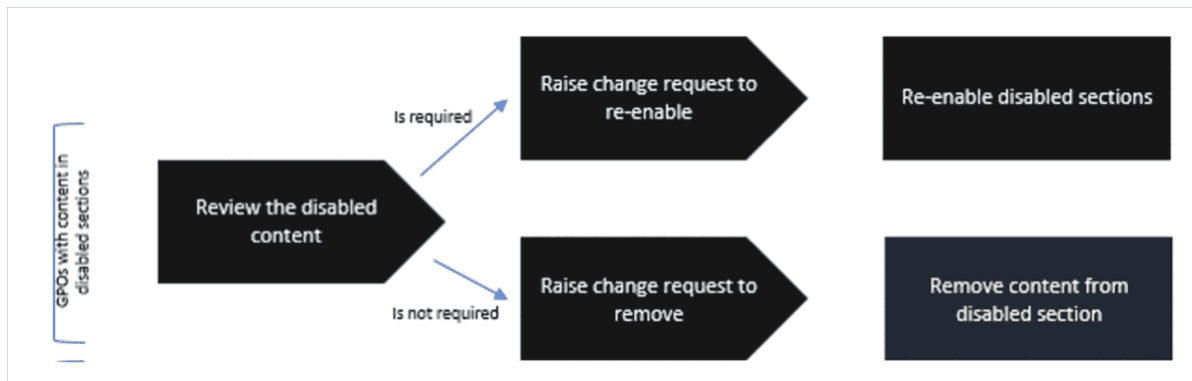 GPOs with content in
disabled sections
Review the disabled
content
Is required
Raise change request to
re-enable
Re-enable disabled sections
Is not required
Raise change request to
remove
Remove content from
disabled section